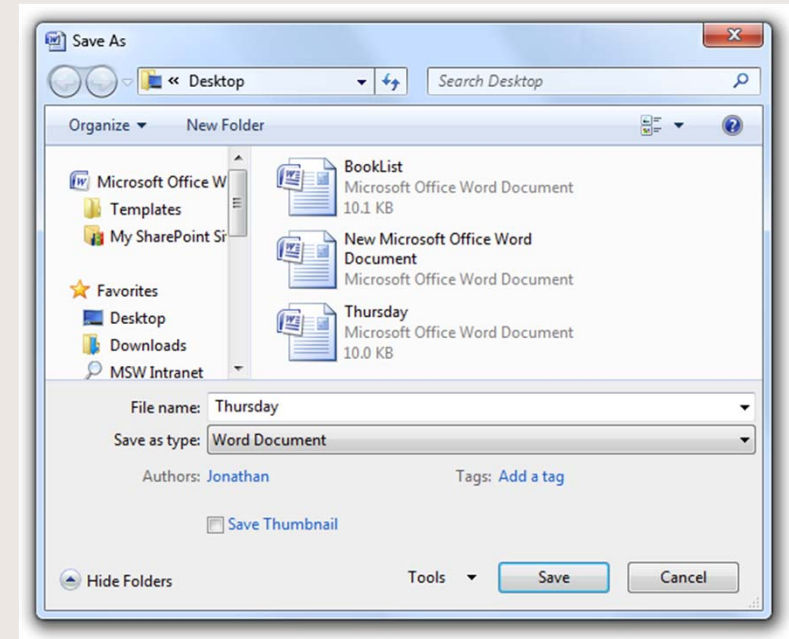 Save As
« Desktop
Search Desktop
Organize
New Folder
Microsoft Office W
Templates
My SharePoint Sit
Favorites
Desktop
Downloads
MSW Intranet
BookList
Microsoft Office Word Document
10.1 KB
New Microsoft Office Word
Document
Microsoft Office Word Document
Thursday
Microsoft Office Word Document
10.0 KB
File name: Thursday
Save as type: Word Document
Authors: Jonathan
Tags: Add a tag
Save Thumbnail
Hide Folders
Tools
Save
Cancel